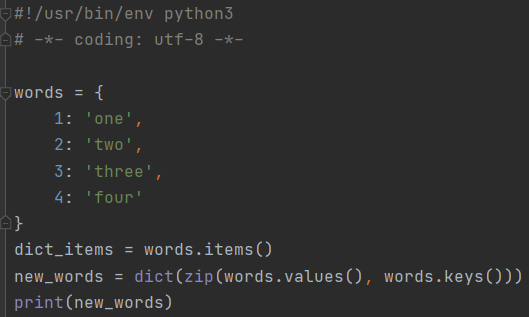 #!/usr/bin/env python3
# -*- coding: utf-8 -*-
words = {
    1: 'one',
    2: 'two',
    3: 'three',
    4: 'four'
}
dict_items = words.items()
new_words = dict(zip(words.values(), words.keys()))
print(new_words)